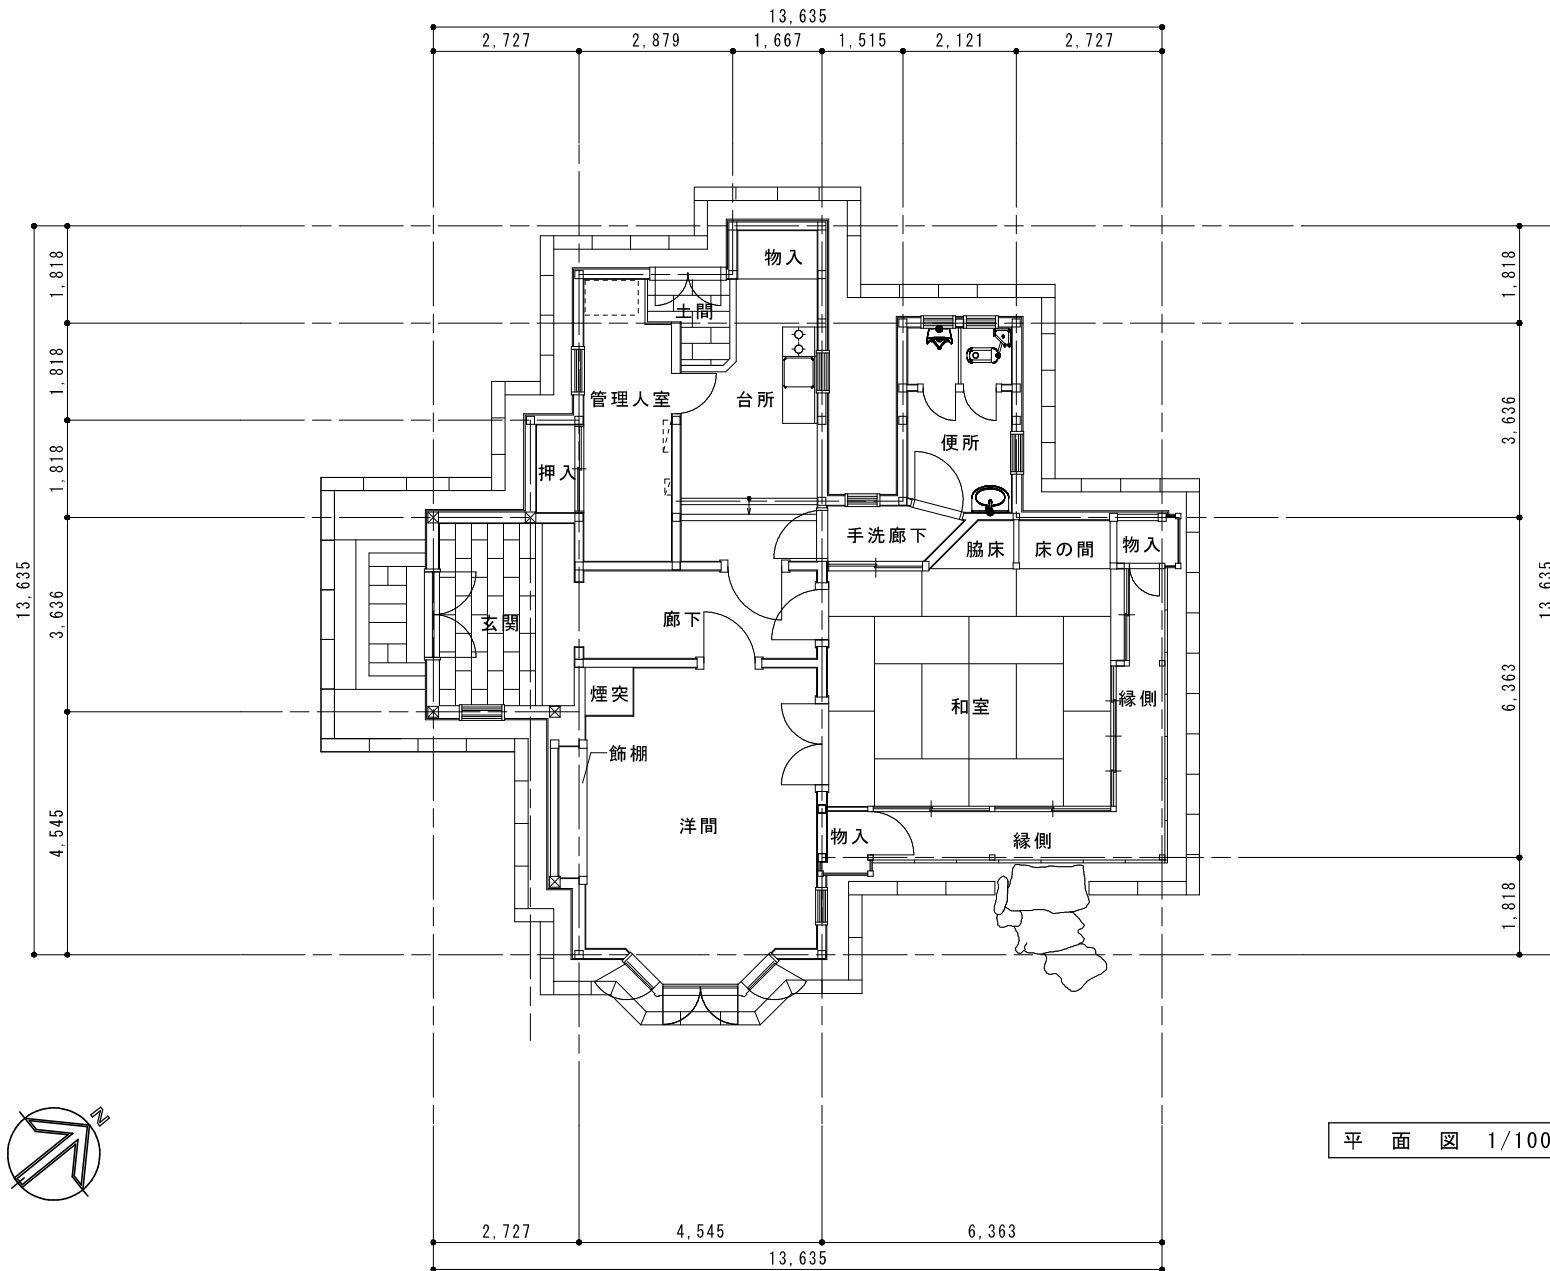 13,635
2,727 2,879 1,667 1,515 2,121 2,727
1,818
1,818
1,818
3,636
4,545
13,635
1,818
3,636
6,363
1,818
13,635
物入
土間
管理人室
台所
便所
押入
手洗廊下
脇床
床の間
物入
玄関
廊下
煙突
和室
縁側
飾棚
洋間
物入
縁側
N
平 面 図 1/100
2,727 4,545 6,363
13,635